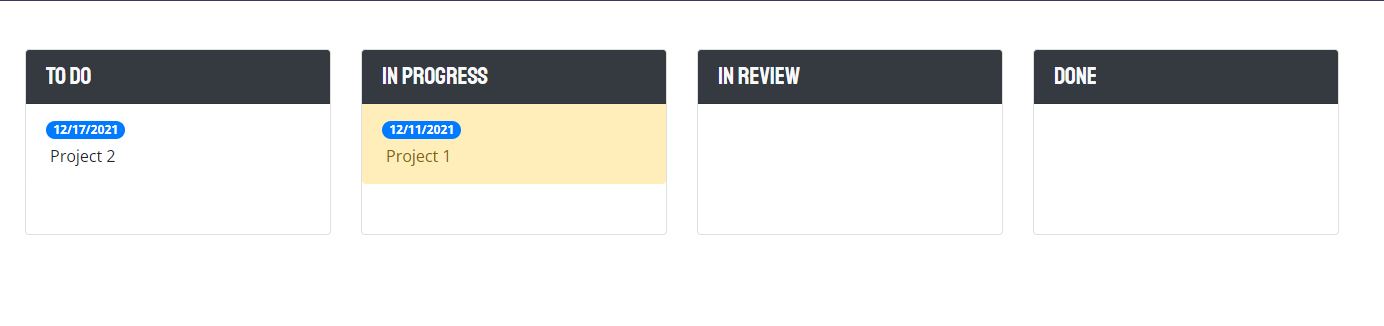 TO DO
12/17/2021
Project 2
IN PROGRESS
12/11/2021
Project 1
IN REVIEW
DONE